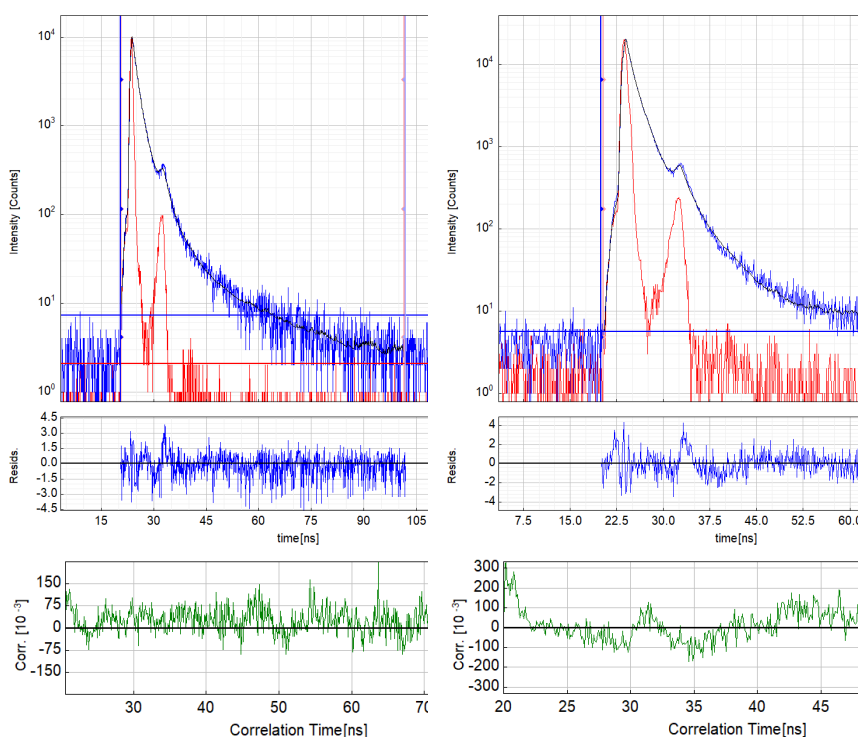 10⁴
10³
10²
10¹
10⁰
Intensity [Counts]
4.5
3.0
1.5
0.0
-1.5
-3.0
-4.5
Resids.
15 30 45 60 75 90 105
time[ns]
150
75
0
-75
-150
Corr. [10⁻³]
30 40 50 60 70
Correlation Time[ns]
10⁴
10³
10²
10¹
10⁰
Intensity [Counts]
4
2
0
-2
-4
Resids.
7.5 15.0 22.5 30.0 37.5 45.0 52.5 60.0
time[ns]
300
200
100
0
-100
-200
-300
Corr. [10⁻³]
20 25 30 35 40 45
Correlation Time[ns]